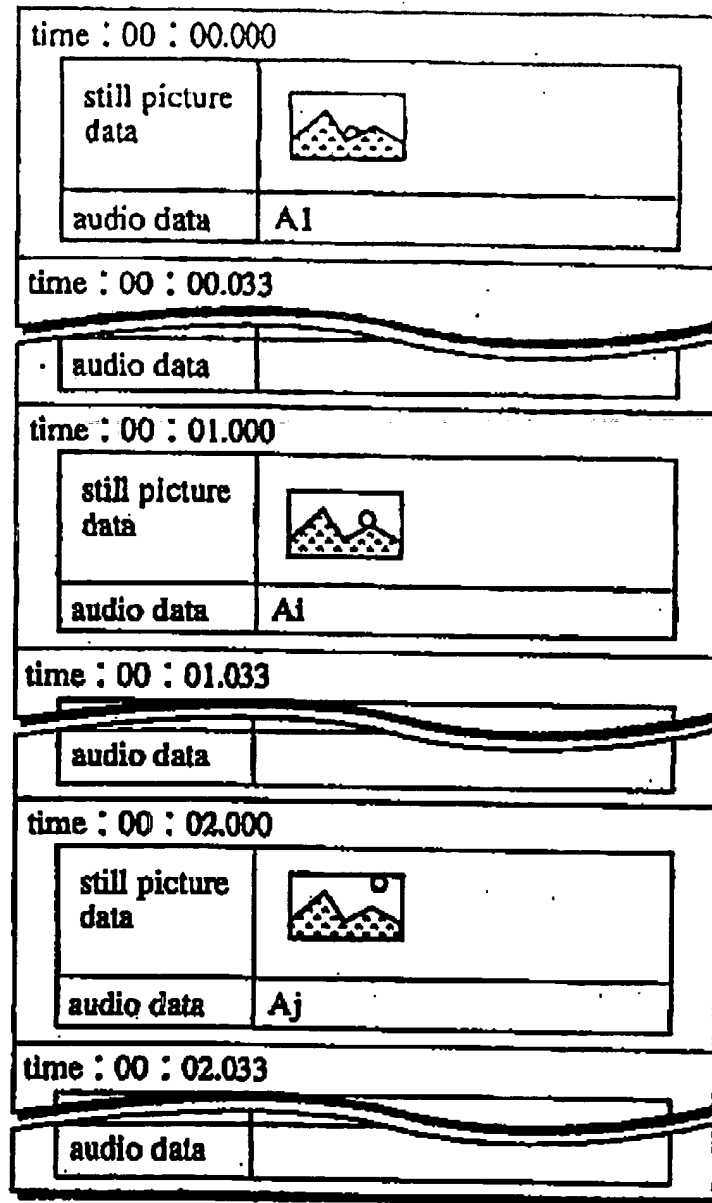 time : 00 : 00.000
still picture
data
audio data A1
time : 00 : 00.033
audio data
time : 00 : 01.000
still picture
data
audio data Ai
time : 00 : 01.033
audio data
time : 00 : 02.000
still picture
data
audio data Aj
time : 00 : 02.033
audio data